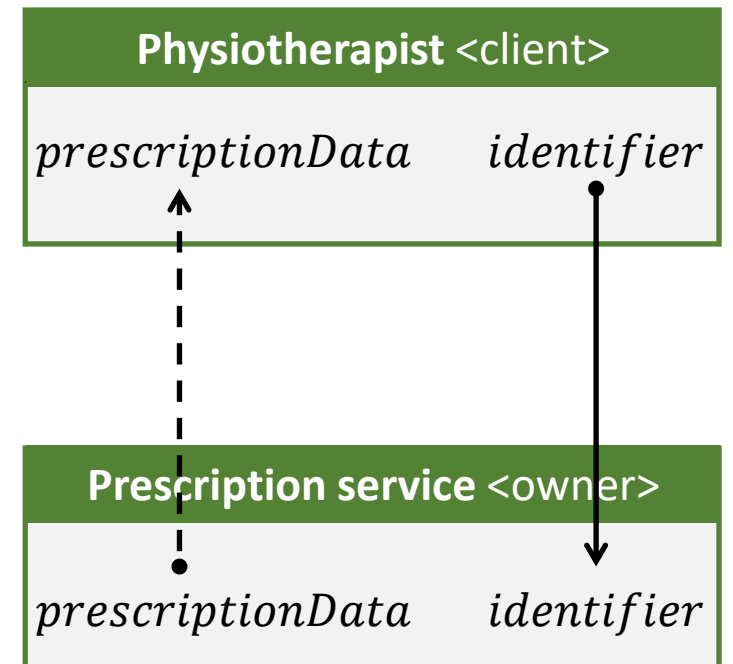 Physiotherapist <client>
prescriptionData identifier
Prescription service <owner>
prescriptionData identifier